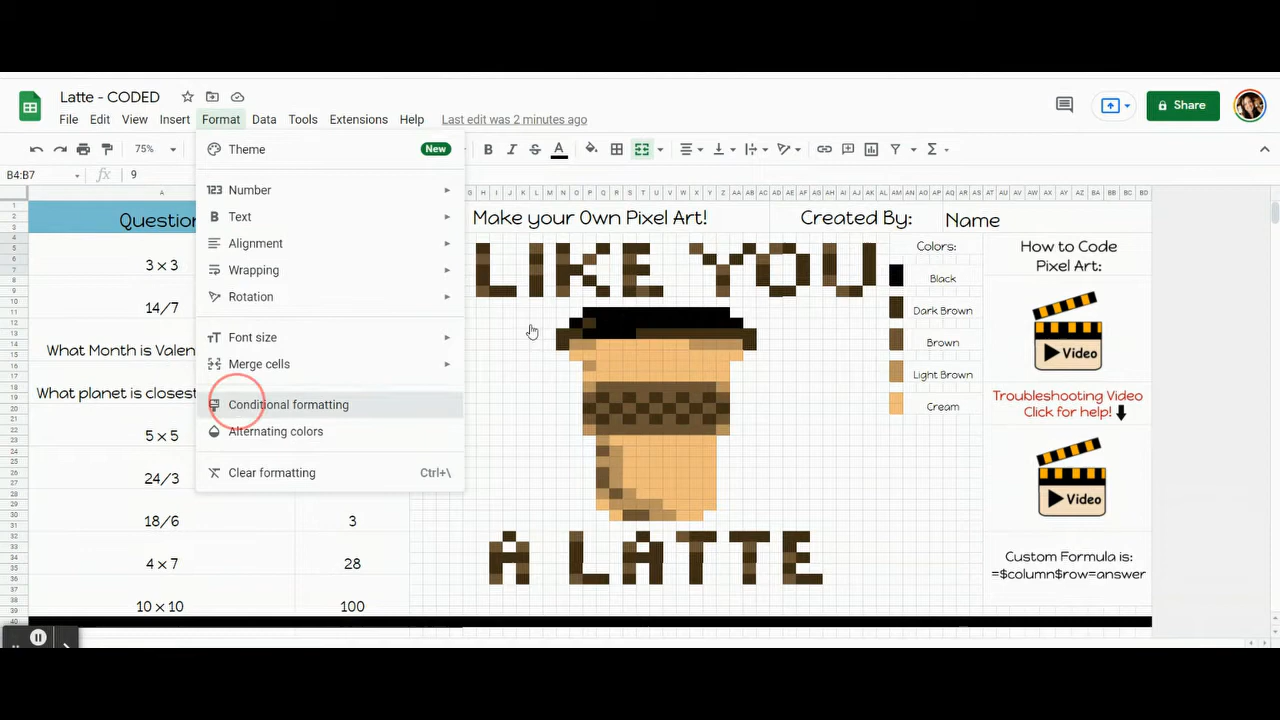 Latte - CODED
File Edit View Insert Format Data Tools Extensions Help Last edit was 2 minutes ago
Share
75%
B4:B7 fx 9
Theme New
123 Number
B Text
Alignment
Wrapping
Rotation
Font size
Merge cells
Conditional formatting
Alternating colors
Clear formatting Ctrl+\
Question
3 x 3
14/7
What Month is Valen
What planet is closest
5 x 5
24/3
18/6 3
4 x 7 28
10 x 10 100
Make your Own Pixel Art! Created By: Name
LIKE YOU
A LATTE
Colors:
Black
Dark Brown
Brown
Light Brown
Cream
How to Code
Pixel Art:
Video
Troubleshooting Video
Click for help!
Video
Custom Formula is:
=$column$row=answer